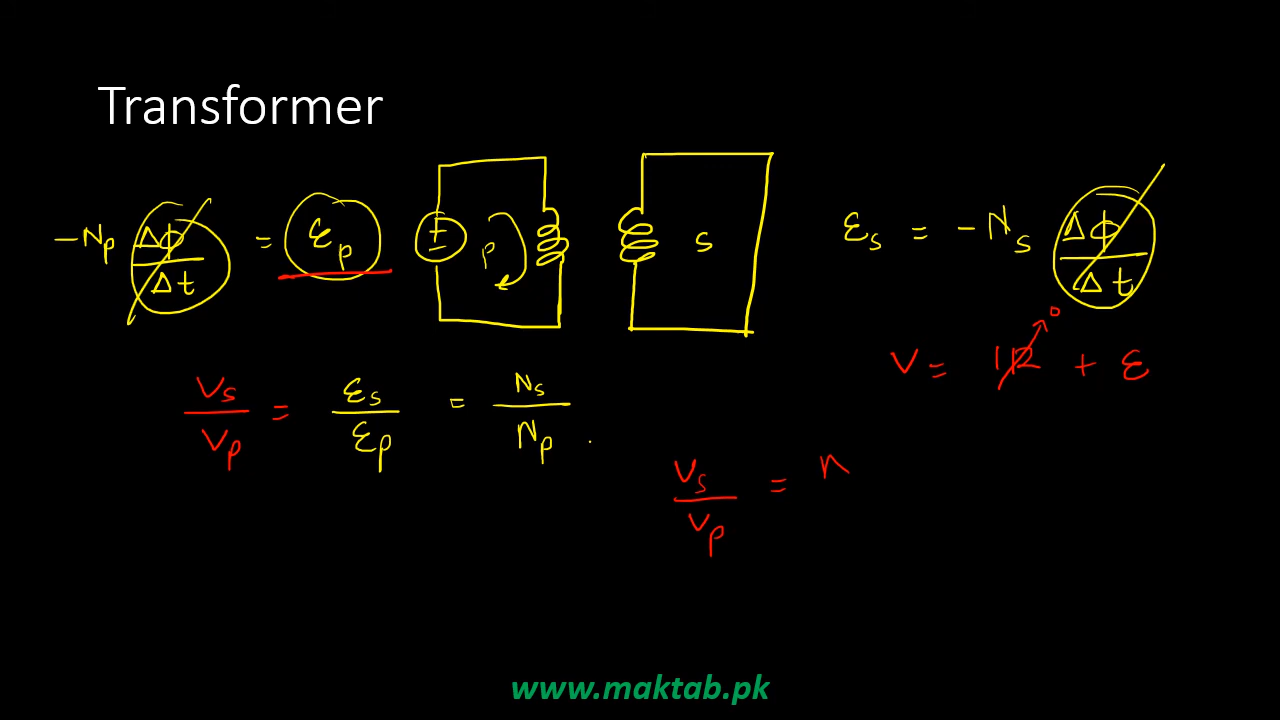 Transformer
-Np Δφ/Δt = εp
± P S
εs = -Ns Δφ/Δt
V = IR → 0 + ε
Vs/Vp = εs/εp = Ns/Np .
Vs/Vp = n
www.maktab.pk